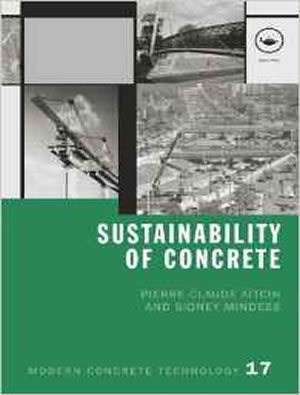 SUSTAINABILITY
OF CONCRETE
PIERRE-CLAUDE AÏTCIN
AND SIDNEY MINDESS
MODERN CONCRETE TECHNOLOGY 17